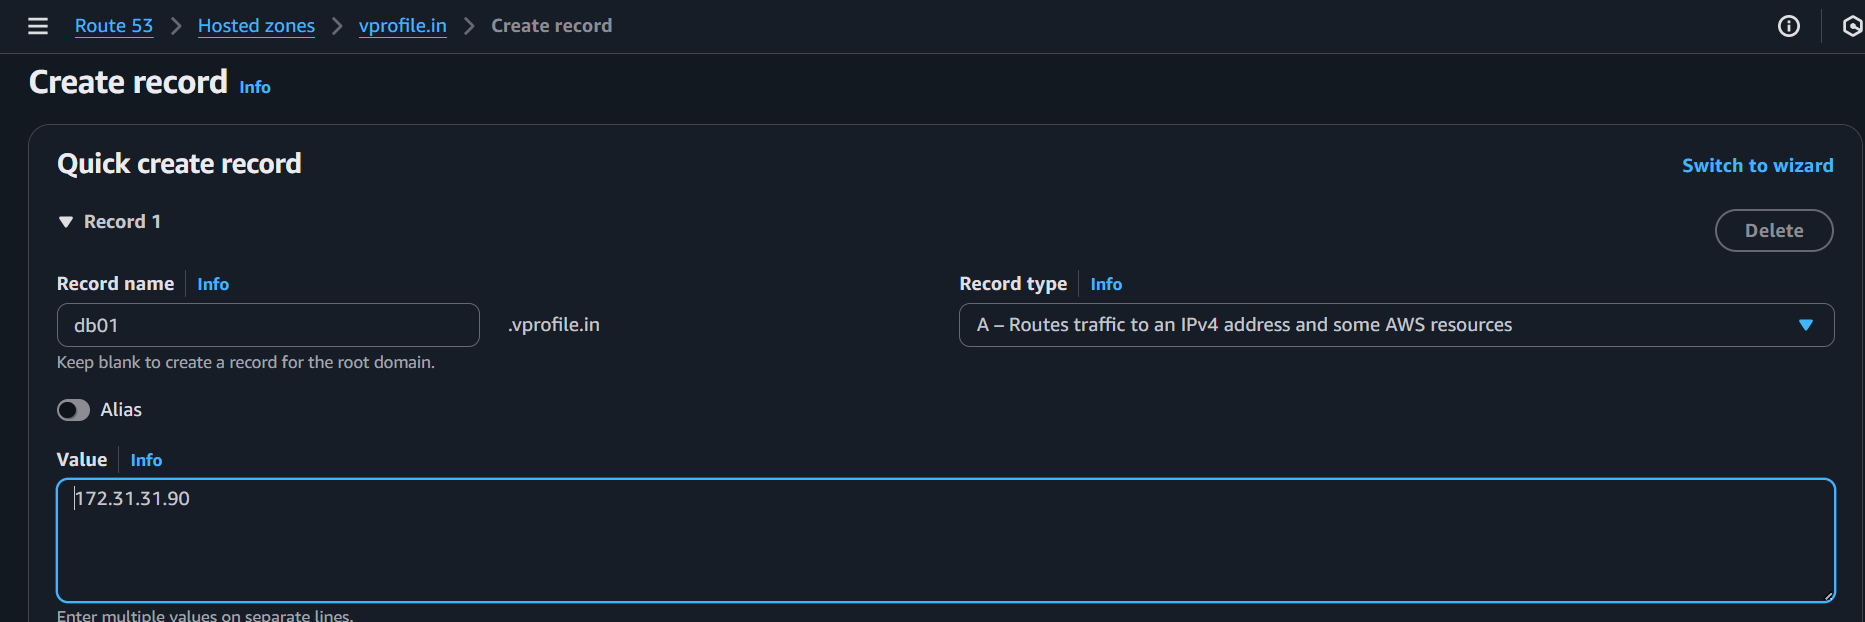 Route 53 > Hosted zones > vprofile.in > Create record
Create record Info
Quick create record
Switch to wizard
Record 1
Delete
Record name Info
Record type Info
db01 .vprofile.in
A – Routes traffic to an IPv4 address and some AWS resources
Keep blank to create a record for the root domain.
Alias
Value Info
172.31.31.90
Enter multiple values on separate lines.